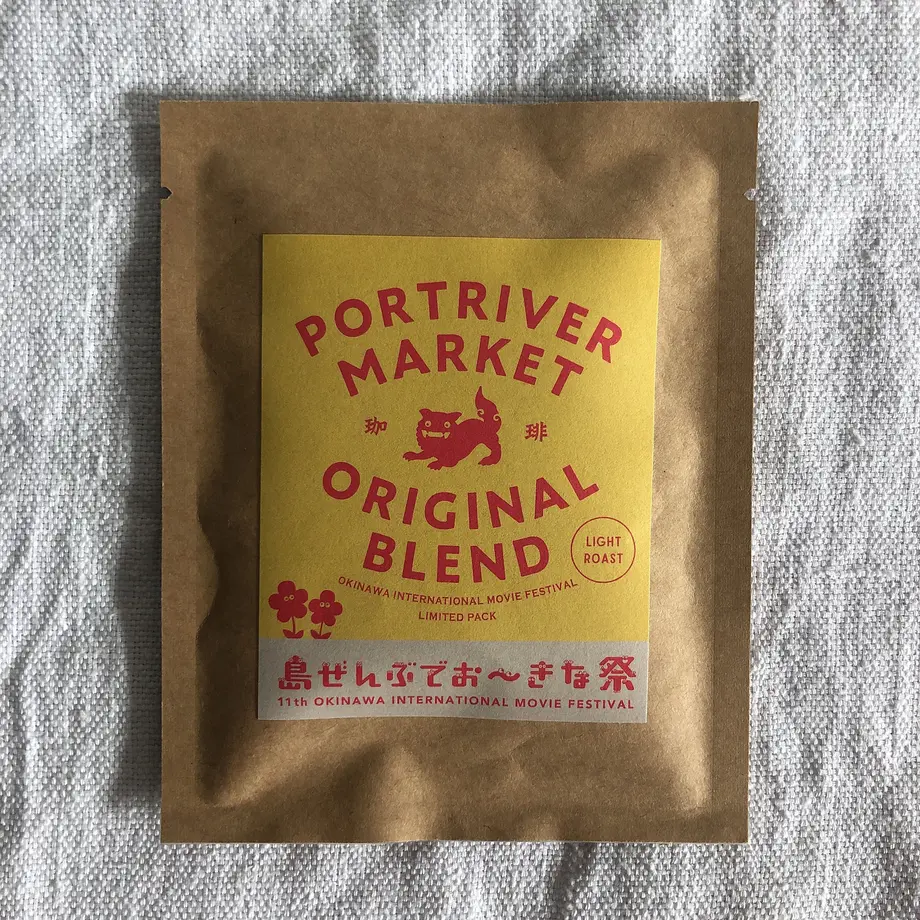 PORTRIVER
MARKET
珈 琲
ORIGINAL
BLEND
LIGHT
ROAST
OKINAWA INTERNATIONAL MOVIE FESTIVAL
LIMITED PACK
島ぜんぶでお〜きな祭
11th OKINAWA INTERNATIONAL MOVIE FESTIVAL